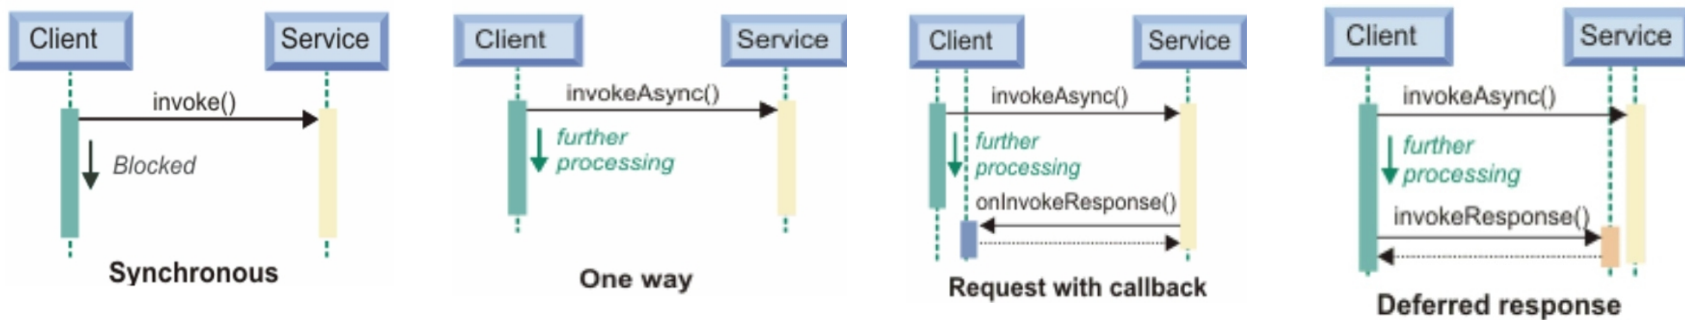 Client
Service
invoke()
Blocked
Synchronous
Client
Service
invokeAsync()
further
processing
One way
Client
Service
invokeAsync()
further
processing
onInvokeResponse()
Request with callback
Client
Service
invokeAsync()
further
processing
invokeResponse()
Deferred response